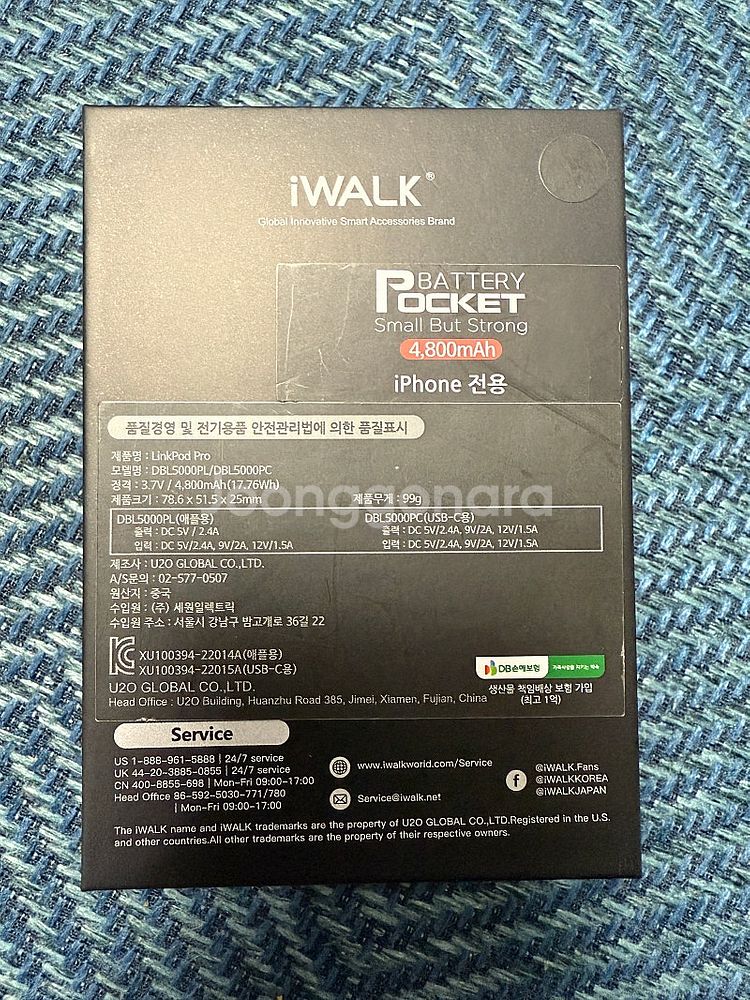 iWALK®
Global Innovative Smart Accessories Brand
BATTERY
POCKET
Small But Strong
4,800mAh
iPhone 전용
품질경영 및 전기용품 안전관리법에 의한 품질표시
제품명 : LinkPod Pro
모델명 : DBL5000PL/DBL5000PC
정격 : 3.7V / 4,800mAh(17.76Wh)
제품크기 : 78.6 x 51.5 x 25mm 제품무게 : 99g
joonggonara
DBL5000PL(애플용) DBL5000PC(USB-C용)
출력 : DC 5V / 2.4A 출력 : DC 5V/2.4A, 9V/2A, 12V/1.5A
입력 : DC 5V/2.4A, 9V/2A, 12V/1.5A 입력 : DC 5V/2.4A, 9V/2A, 12V/1.5A
제조사 : U2O GLOBAL CO.,LTD.
A/S문의 : 02-577-0507
원산지 : 중국
수입원 : (주) 세원일렉트릭
수입원 주소 : 서울시 강남구 밤고개로 36길 22
XU100394-22014A(애플용)
XU100394-22015A(USB-C용)
DB손해보험 가족사랑을 지키는 약속
생산물 책임배상 보험 가입
(최고 1억)
U2O GLOBAL CO.,LTD.
Head Office : U2O Building, Huanzhu Road 385, Jimei, Xiamen, Fujian, China
Service
US 1-888-961-5888 | 24/7 service
UK 44-20-3885-0855 | 24/7 service
CN 400-8855-698 | Mon-Fri 09:00-17:00
Head Office 86-592-5030-771/780
| Mon-Fri 09:00-17:00
www.iwalkworld.com/Service
Service@iwalk.net
@iWALK.Fans
@iWALKKOREA
@iWALKJAPAN
The iWALK name and iWALK trademarks are the property of U2O GLOBAL CO.,LTD.Registered in the U.S.
and other countries.All other trademarks are the property of their respective owners.